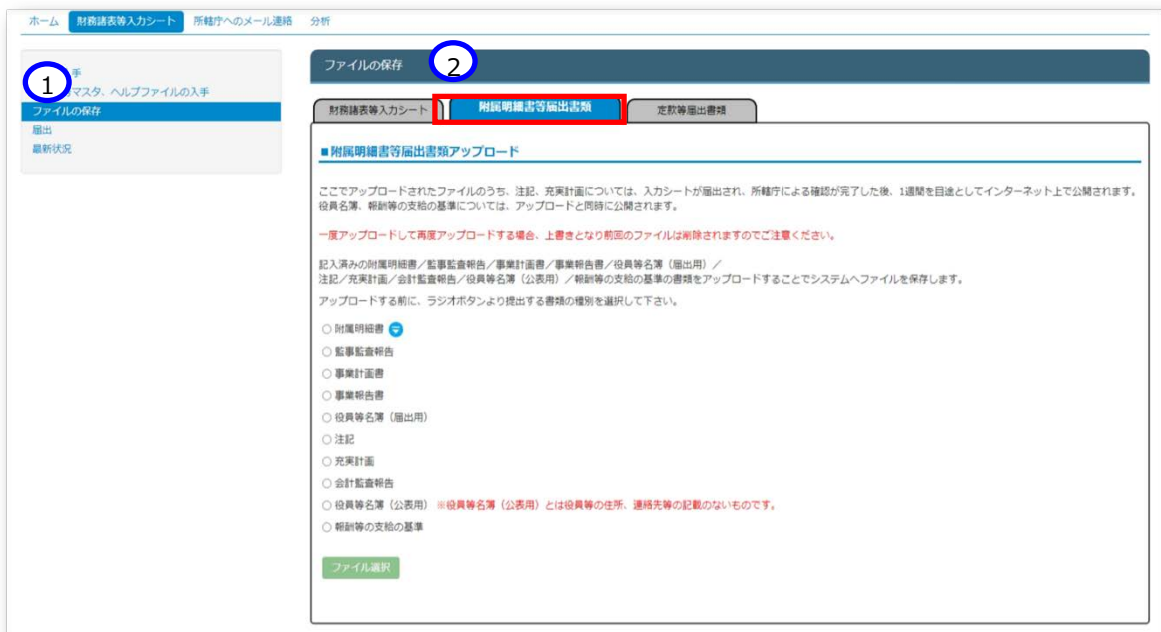 ホーム 財務諸表等入力シート 所轄庁へのメール連絡 分析
1
手
マスタ、ヘルプファイルの入手
ファイルの保存
届出
最新状況
ファイルの保存
2
財務諸表等入力シート 附属明細書等届出書類 定款等届出書類
■附属明細書等届出書類アップロード
ここでアップロードされたファイルのうち、注記、充実計画については、入力シートが届出され、所轄庁による確認が完了した後、1週間を目途としてインターネット上で公開されます。
役員名簿、報酬等の支給の基準については、アップロードと同時に公開されます。
一度アップロードして再度アップロードする場合、上書きとなり前回のファイルは削除されますのでご注意ください。
記入済みの附属明細書／監事監査報告／事業計画書／事業報告書／役員等名簿（届出用）／
注記／充実計画／会計監査報告／役員等名簿（公表用）／報酬等の支給の基準の書類をアップロードすることでシステムへファイルを保存します。
アップロードする前に、ラジオボタンより提出する書類の種別を選択して下さい。
附属明細書
監事監査報告
事業計画書
事業報告書
役員等名簿（届出用）
注記
充実計画
会計監査報告
役員等名簿（公表用） ※役員等名簿（公表用）とは役員等の住所、連絡先等の記載のないものです。
報酬等の支給の基準
ファイル選択